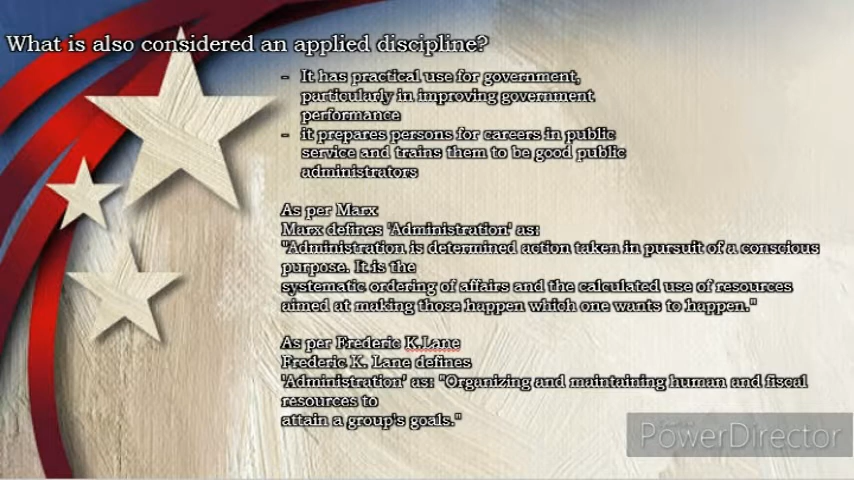 What is also considered an applied discipline?
- It has practical use for government,
particularly in improving government
performance
- it prepares persons for careers in public
service and trains them to be good public
administrators
As per Marx
Marx defines 'Administration' as:
"Administration is determined action taken in pursuit of a conscious
purpose. It is the
systematic ordering of affairs and the calculated use of resources
aimed at making those happen which one wants to happen."
As per Frederic K.Lane
Frederic K. Lane defines
'Administration' as: "Organizing and maintaining human and fiscal
resources to
attain a group's goals."
PowerDirector